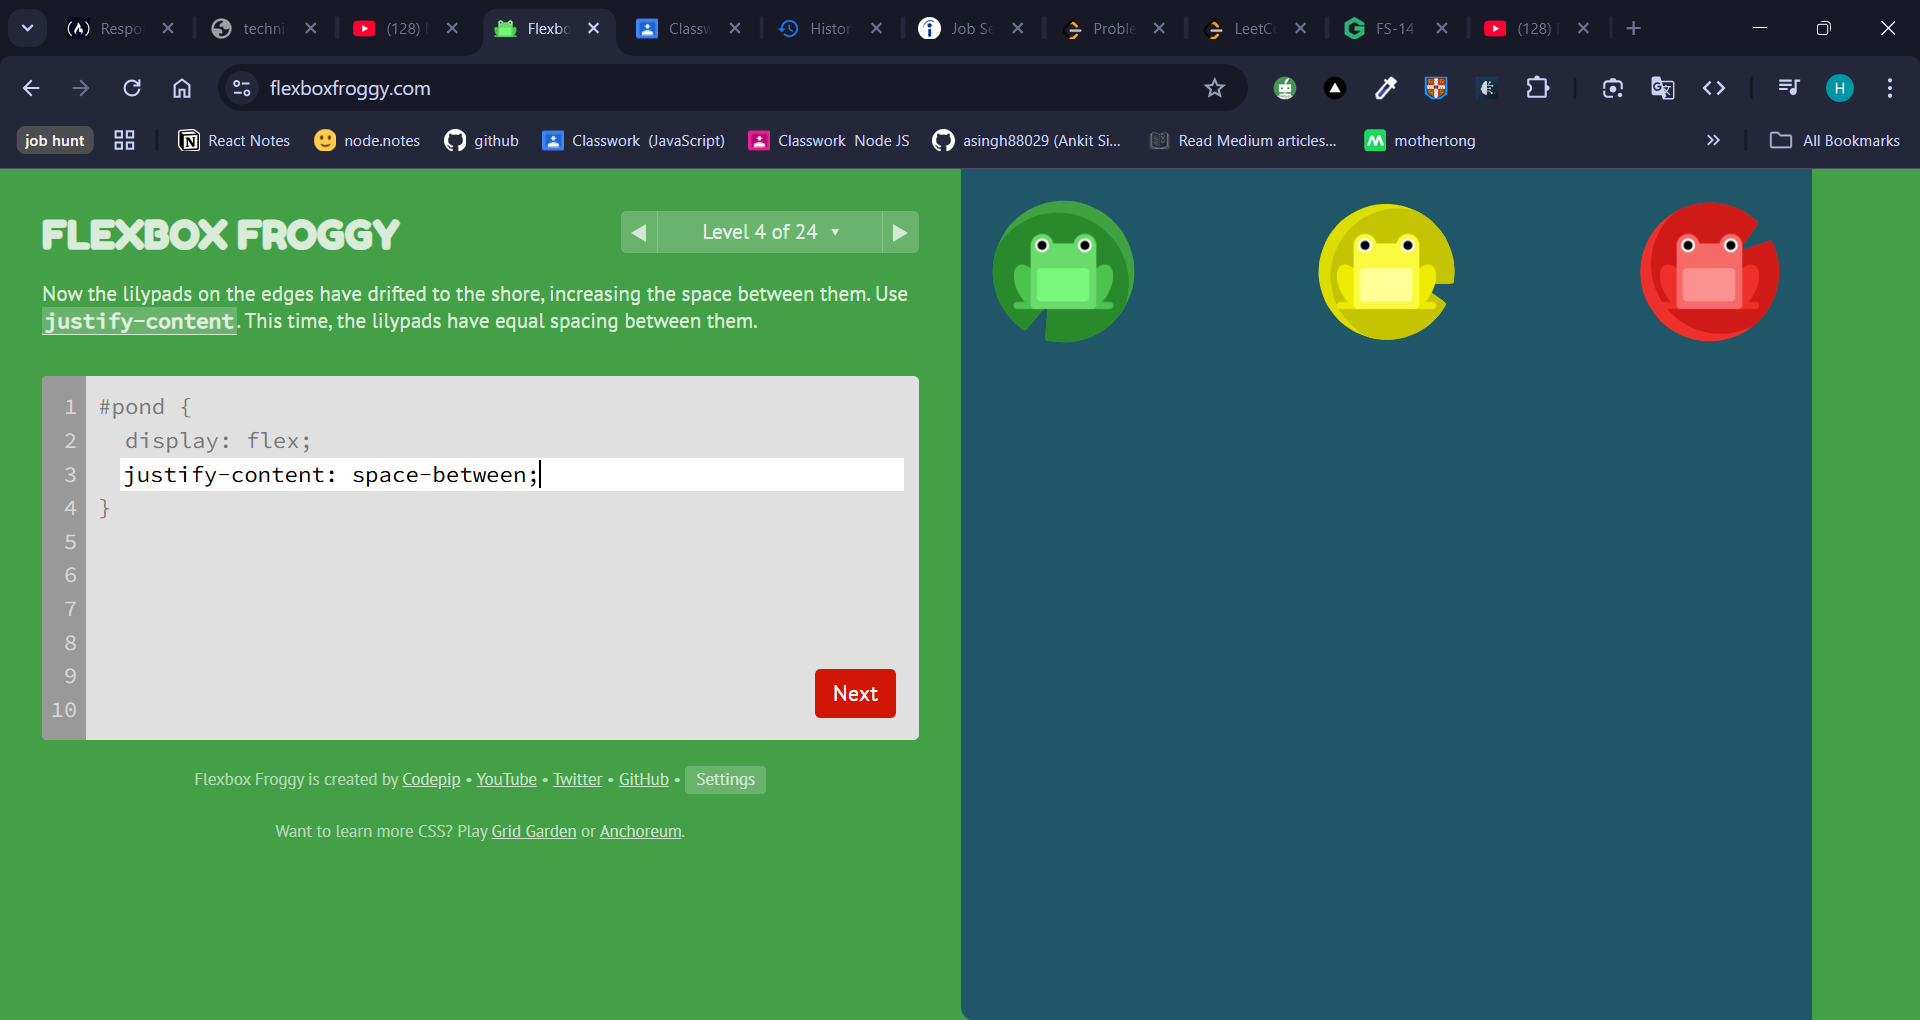 Respo
techni
(128)
Flexbo
Classw
Histor
Job Se
Proble
LeetCo
FS-14
(128)
flexboxfroggy.com
H
job hunt
React Notes
node.notes
github
Classwork (JavaScript)
Classwork Node JS
asingh88029 (Ankit Si...
Read Medium articles...
mothertong
All Bookmarks
FLEXBOX FROGGY
Level 4 of 24
Now the lilypads on the edges have drifted to the shore, increasing the space between them. Use
justify-content. This time, the lilypads have equal spacing between them.
1 #pond {
2 display: flex;
3 justify-content: space-between;
4 }
5
6
7
8
9
10
Next
Flexbox Froggy is created by Codepip • YouTube • Twitter • GitHub • Settings
Want to learn more CSS? Play Grid Garden or Anchoreum.